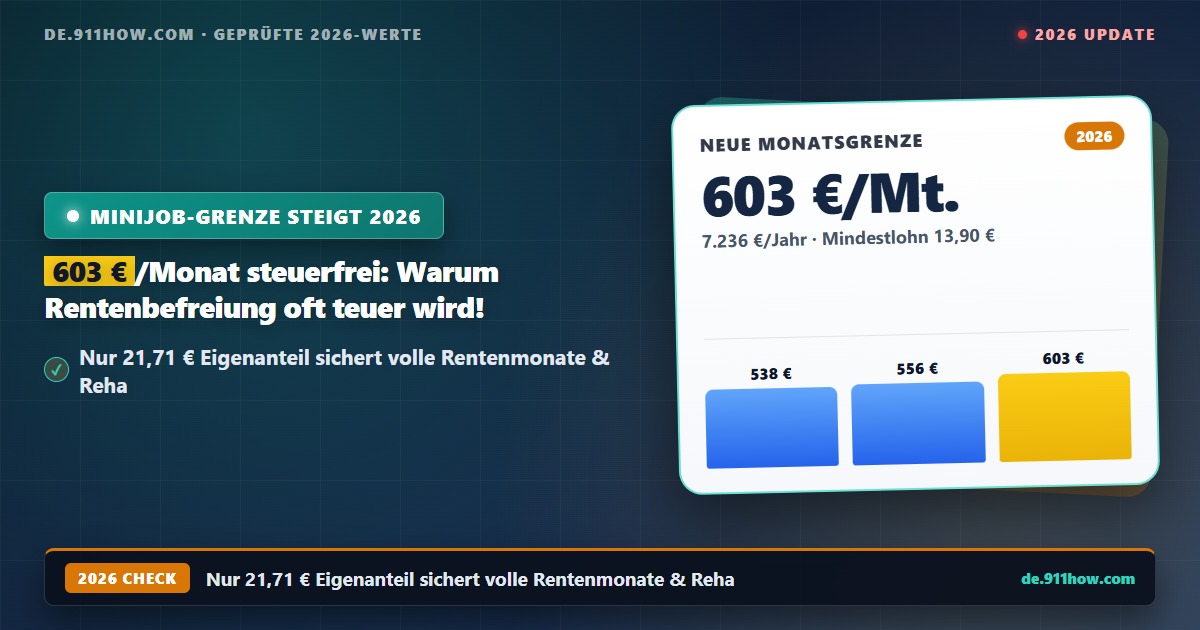 DE.911HOW.COM · GEPRÜFTE 2026-WERTE
2026 UPDATE
MINIJOB-GRENZE STEIGT 2026
603 €/Monat steuerfrei: Warum
Rentenbefreiung oft teuer wird!
✓ Nur 21,71 € Eigenanteil sichert volle Rentenmonate &
Reha
NEUE MONATSGRENZE
2026
603 €/Mt.
7.236 €/Jahr · Mindestlohn 13,90 €
538 €
556 €
603 €
2026 CHECK
Nur 21,71 € Eigenanteil sichert volle Rentenmonate & Reha
de.911how.com